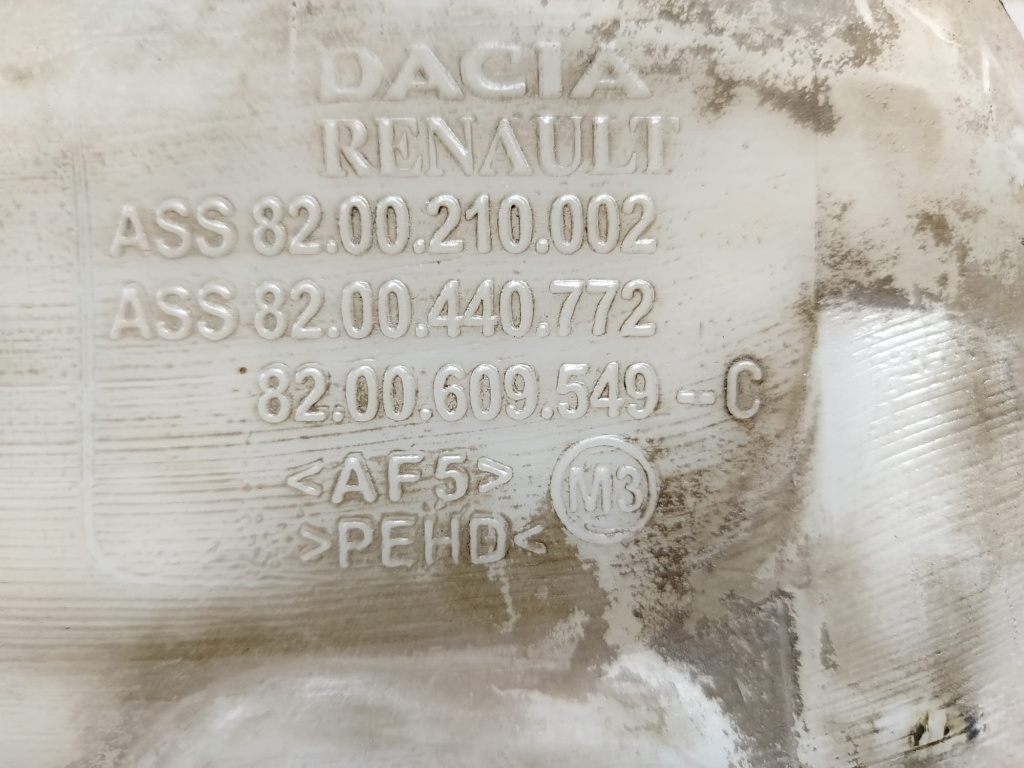 DACIA
RENAULT
ASS 82.00.210.002
ASS 82.00.440.772
82.00.609.549--C
<AF5> M3
>PEHD<